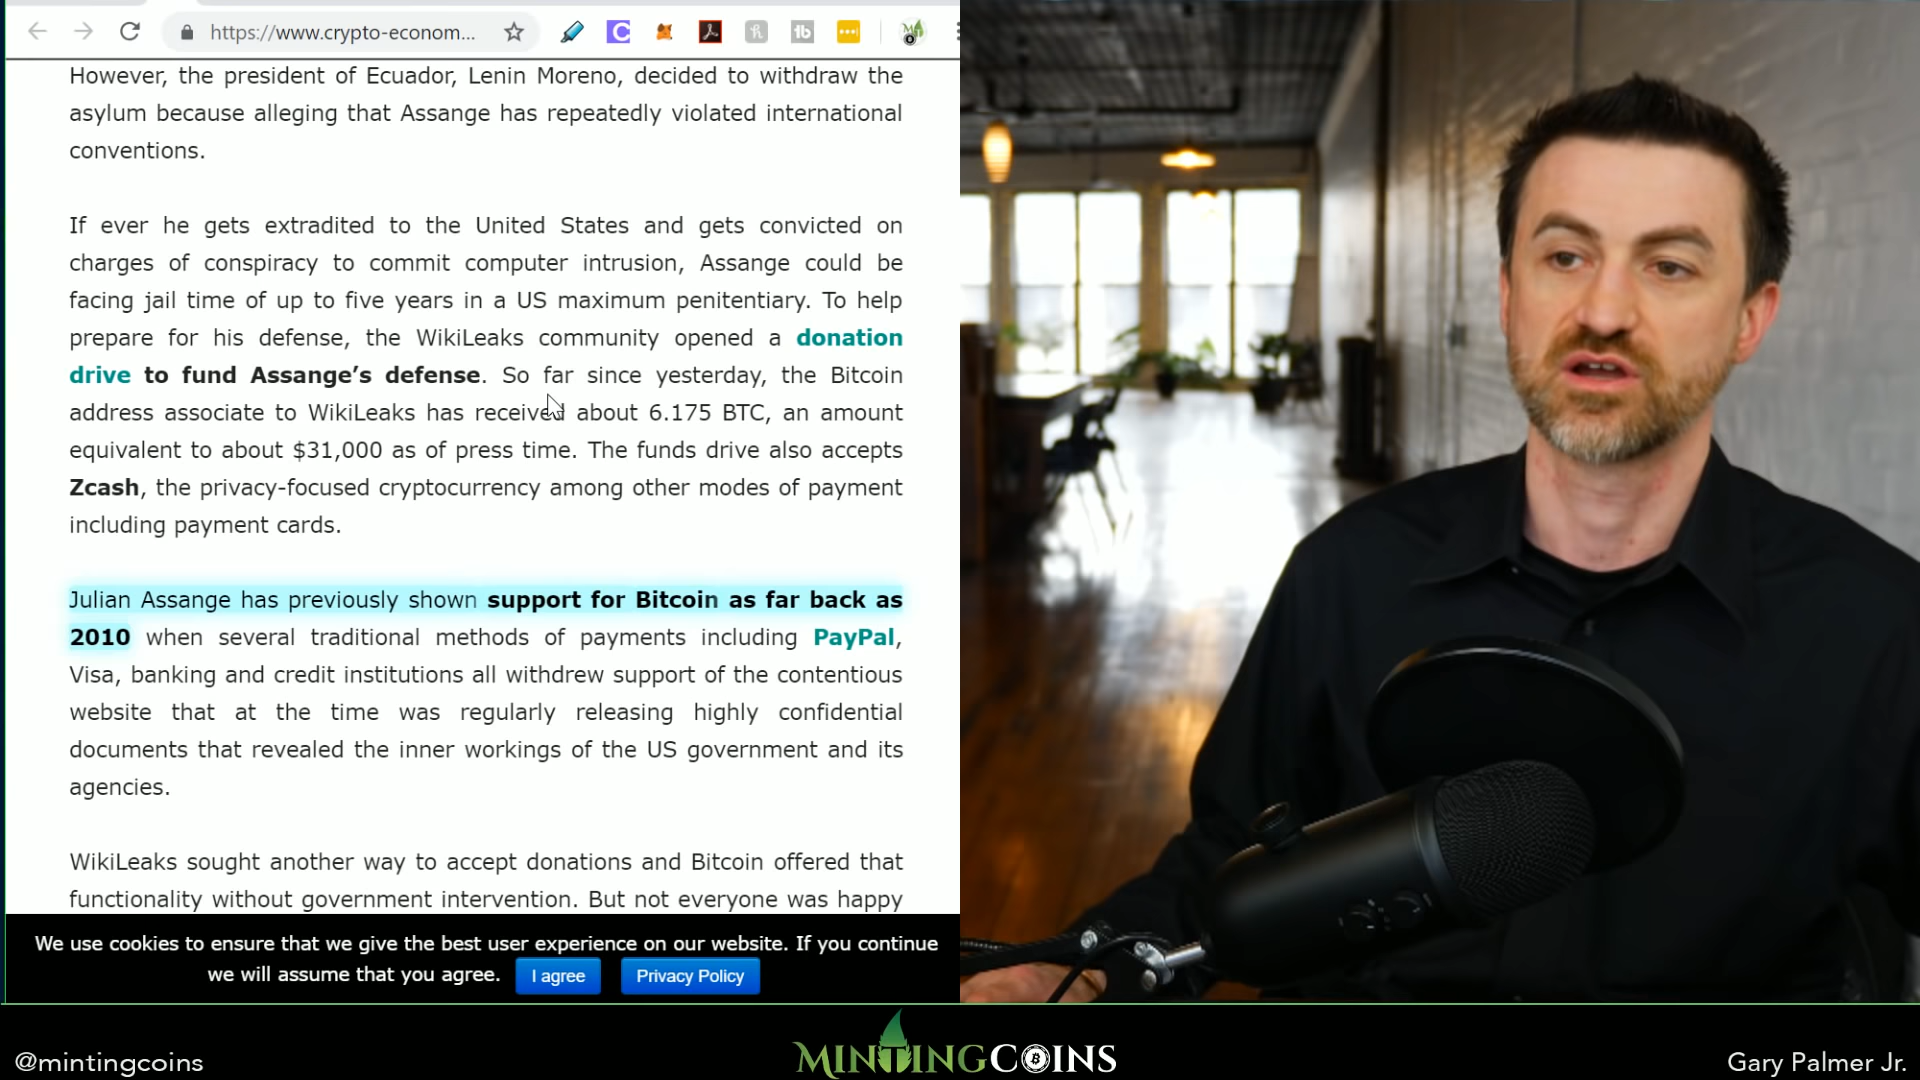 https://www.crypto-econom...
However, the president of Ecuador, Lenin Moreno, decided to withdraw the
asylum because alleging that Assange has repeatedly violated international
conventions.
If ever he gets extradited to the United States and gets convicted on
charges of conspiracy to commit computer intrusion, Assange could be
facing jail time of up to five years in a US maximum penitentiary. To help
prepare for his defense, the WikiLeaks community opened a donation
drive to fund Assange’s defense. So far since yesterday, the Bitcoin
address associate to WikiLeaks has received about 6.175 BTC, an amount
equivalent to about $31,000 as of press time. The funds drive also accepts
Zcash, the privacy-focused cryptocurrency among other modes of payment
including payment cards.
Julian Assange has previously shown support for Bitcoin as far back as
2010 when several traditional methods of payments including PayPal,
Visa, banking and credit institutions all withdrew support of the contentious
website that at the time was regularly releasing highly confidential
documents that revealed the inner workings of the US government and its
agencies.
WikiLeaks sought another way to accept donations and Bitcoin offered that
functionality without government intervention. But not everyone was happy
We use cookies to ensure that we give the best user experience on our website. If you continue
we will assume that you agree. I agree Privacy Policy
@mintingcoins
MINTINGCOINS
Gary Palmer Jr.